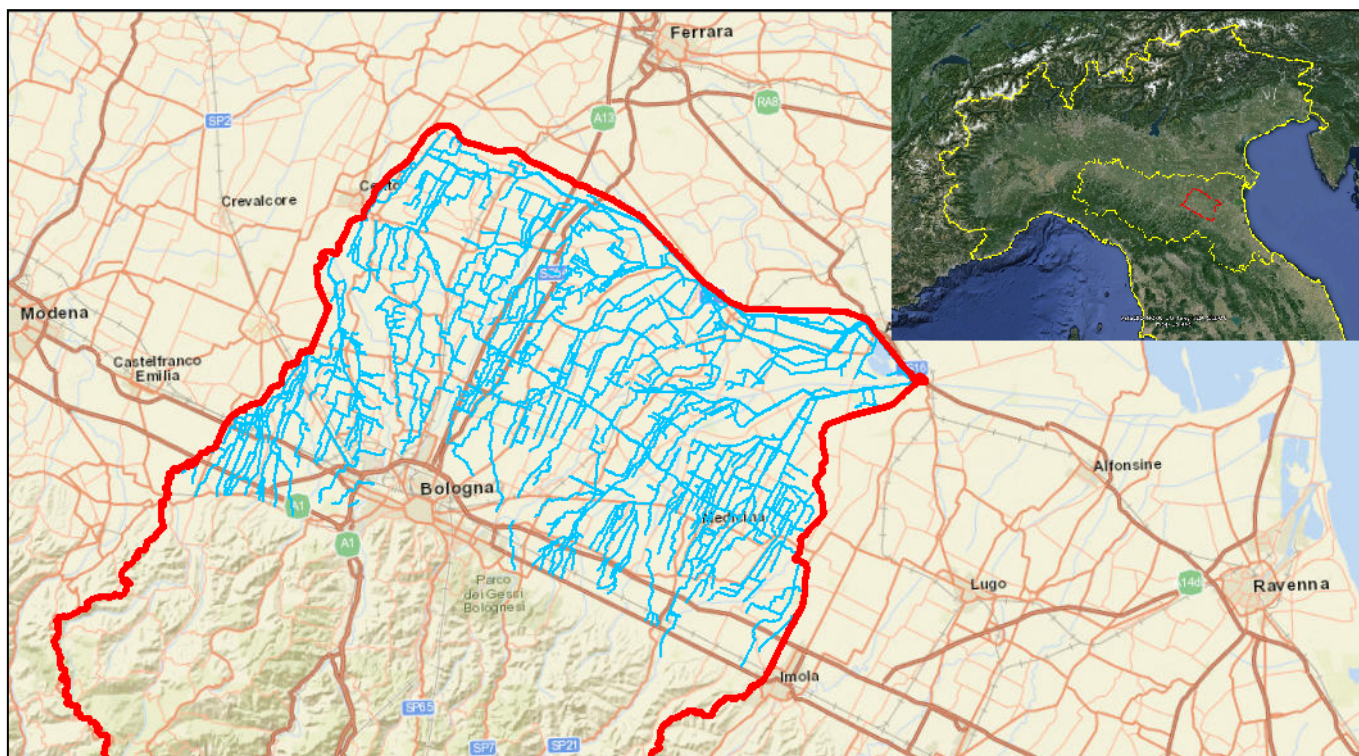 Ferrara
RA8
A13
SP2
Cento
Crevalcore
Modena
Castelfranco
Emilia
Bologna
A1
A1
Medicina
Alfonsine
Parco
dei Gessi
Bolognesi
Lugo
A14d
Ravenna
Imola
SP65
SP7
SP21